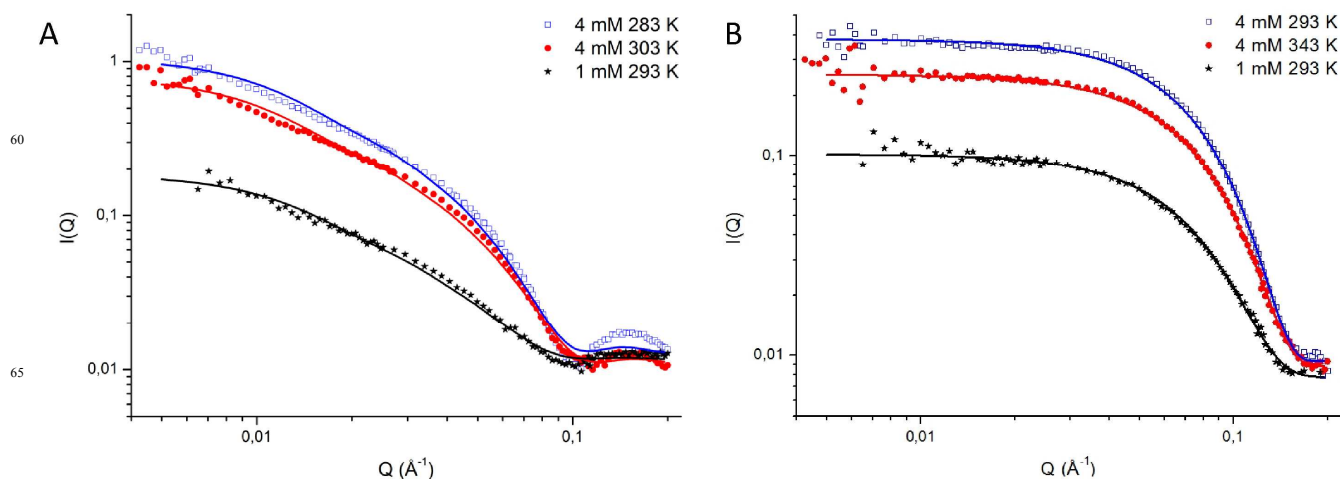 A
4 mM 283 K
4 mM 303 K
1 mM 293 K
1
0,1
0,01
I(Q)
0,01
0,1
Q (Å⁻¹)
60
65
B
4 mM 293 K
4 mM 343 K
1 mM 293 K
0,1
0,01
I(Q)
0,01
0,1
Q (Å⁻¹)